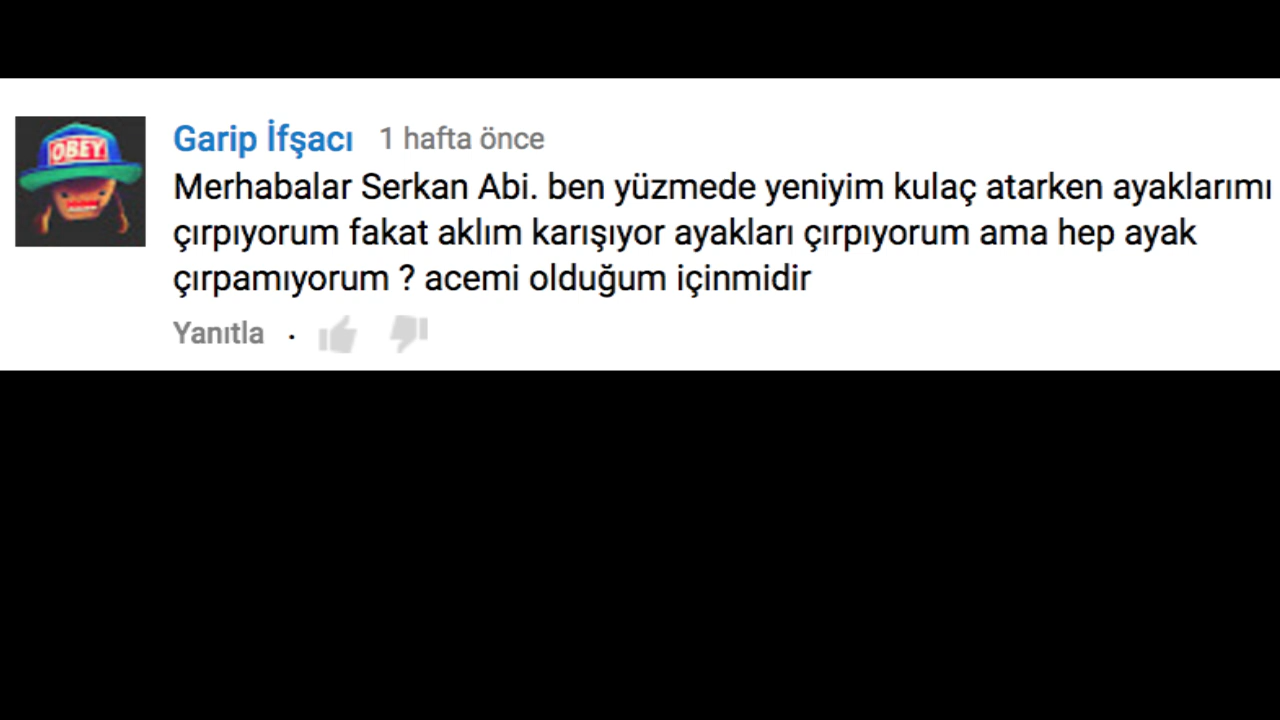 OBEY
Garip İfşacı 1 hafta önce
Merhabalar Serkan Abi. ben yüzmede yeniyim kulaç atarken ayaklarımı
çırpıyorum fakat aklım karışıyor ayakları çırpıyorum ama hep ayak
çırpamıyorum ? acemi olduğum içinmidir
Yanıtla ·